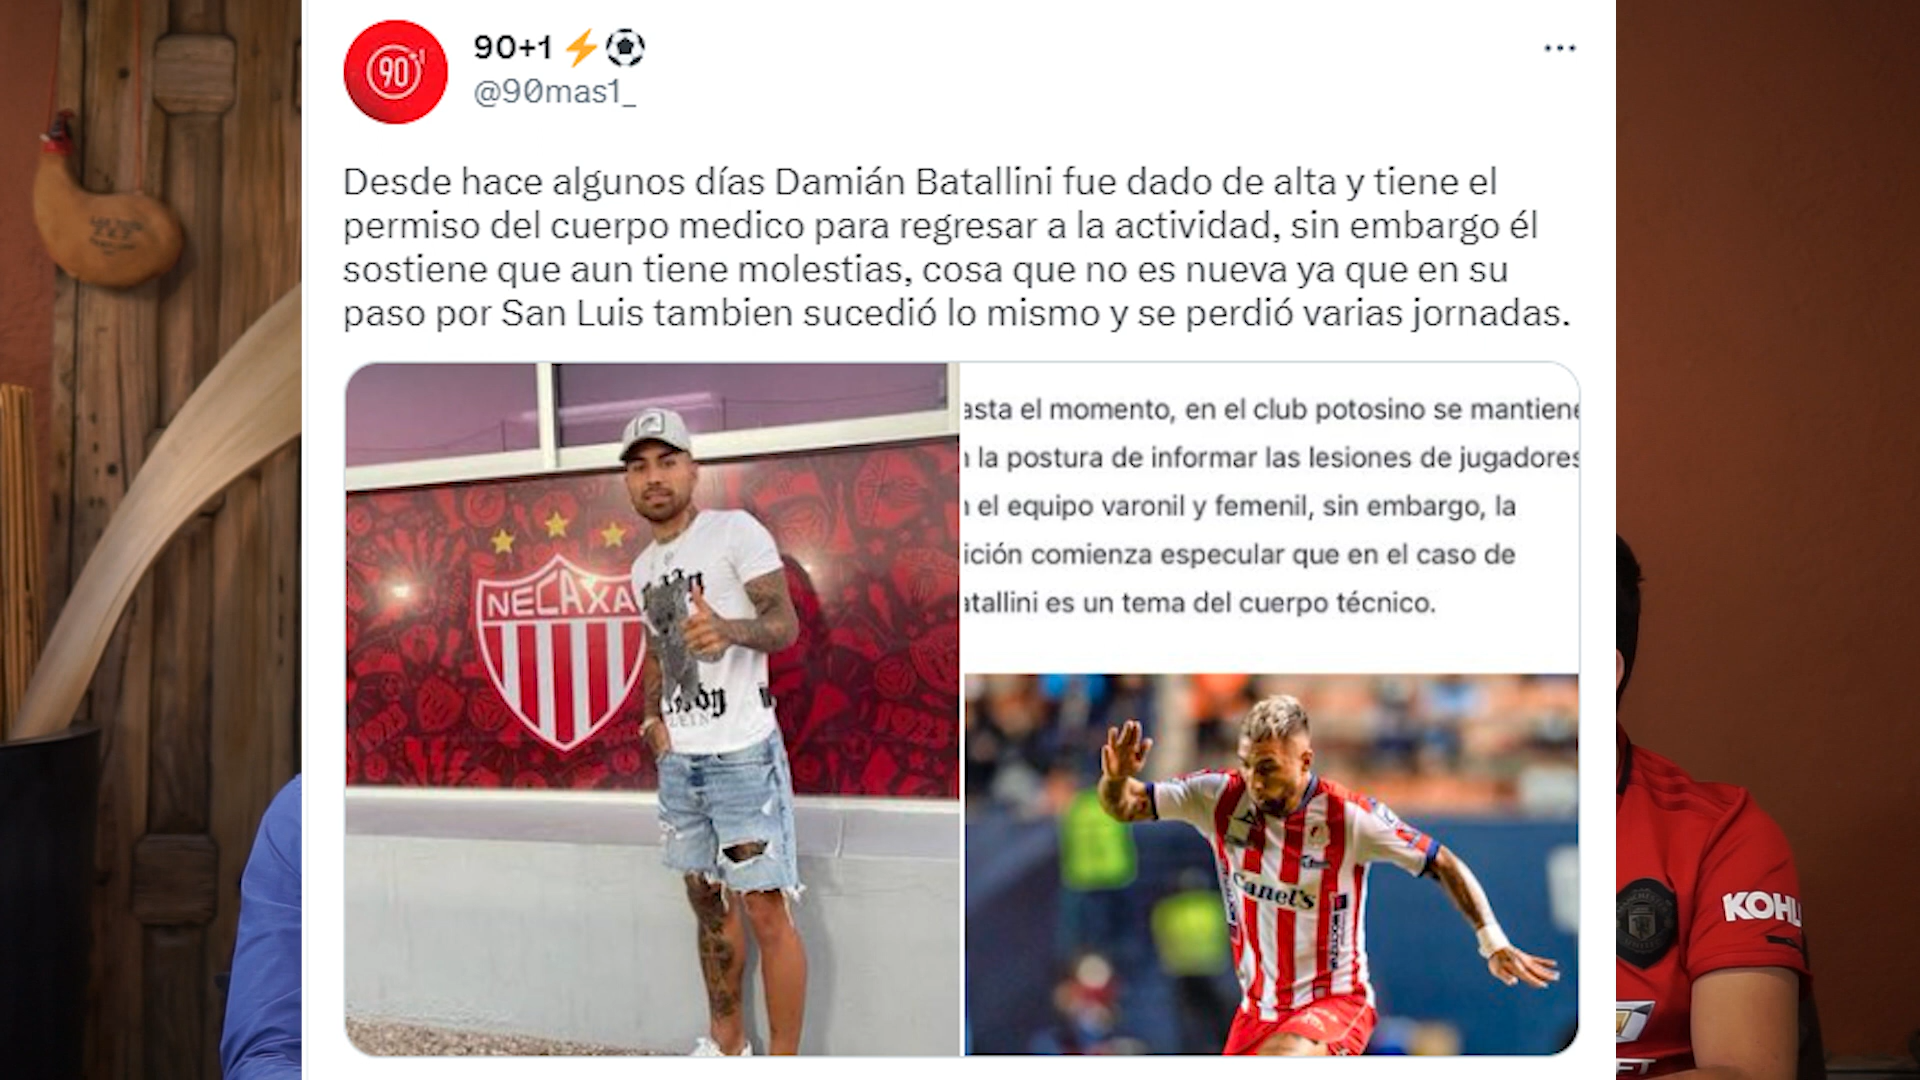 90+1
@90mas1_
Desde hace algunos días Damián Batallini fue dado de alta y tiene el
permiso del cuerpo medico para regresar a la actividad, sin embargo él
sostiene que aun tiene molestias, cosa que no es nueva ya que en su
paso por San Luis tambien sucedió lo mismo y se perdió varias jornadas.
asta el momento, en el club potosino se mantiene
la postura de informar las lesiones de jugadores
el equipo varonil y femenil, sin embargo, la
ición comienza especular que en el caso de
atallini es un tema del cuerpo técnico.
NECAXA
Canel's
KOHL